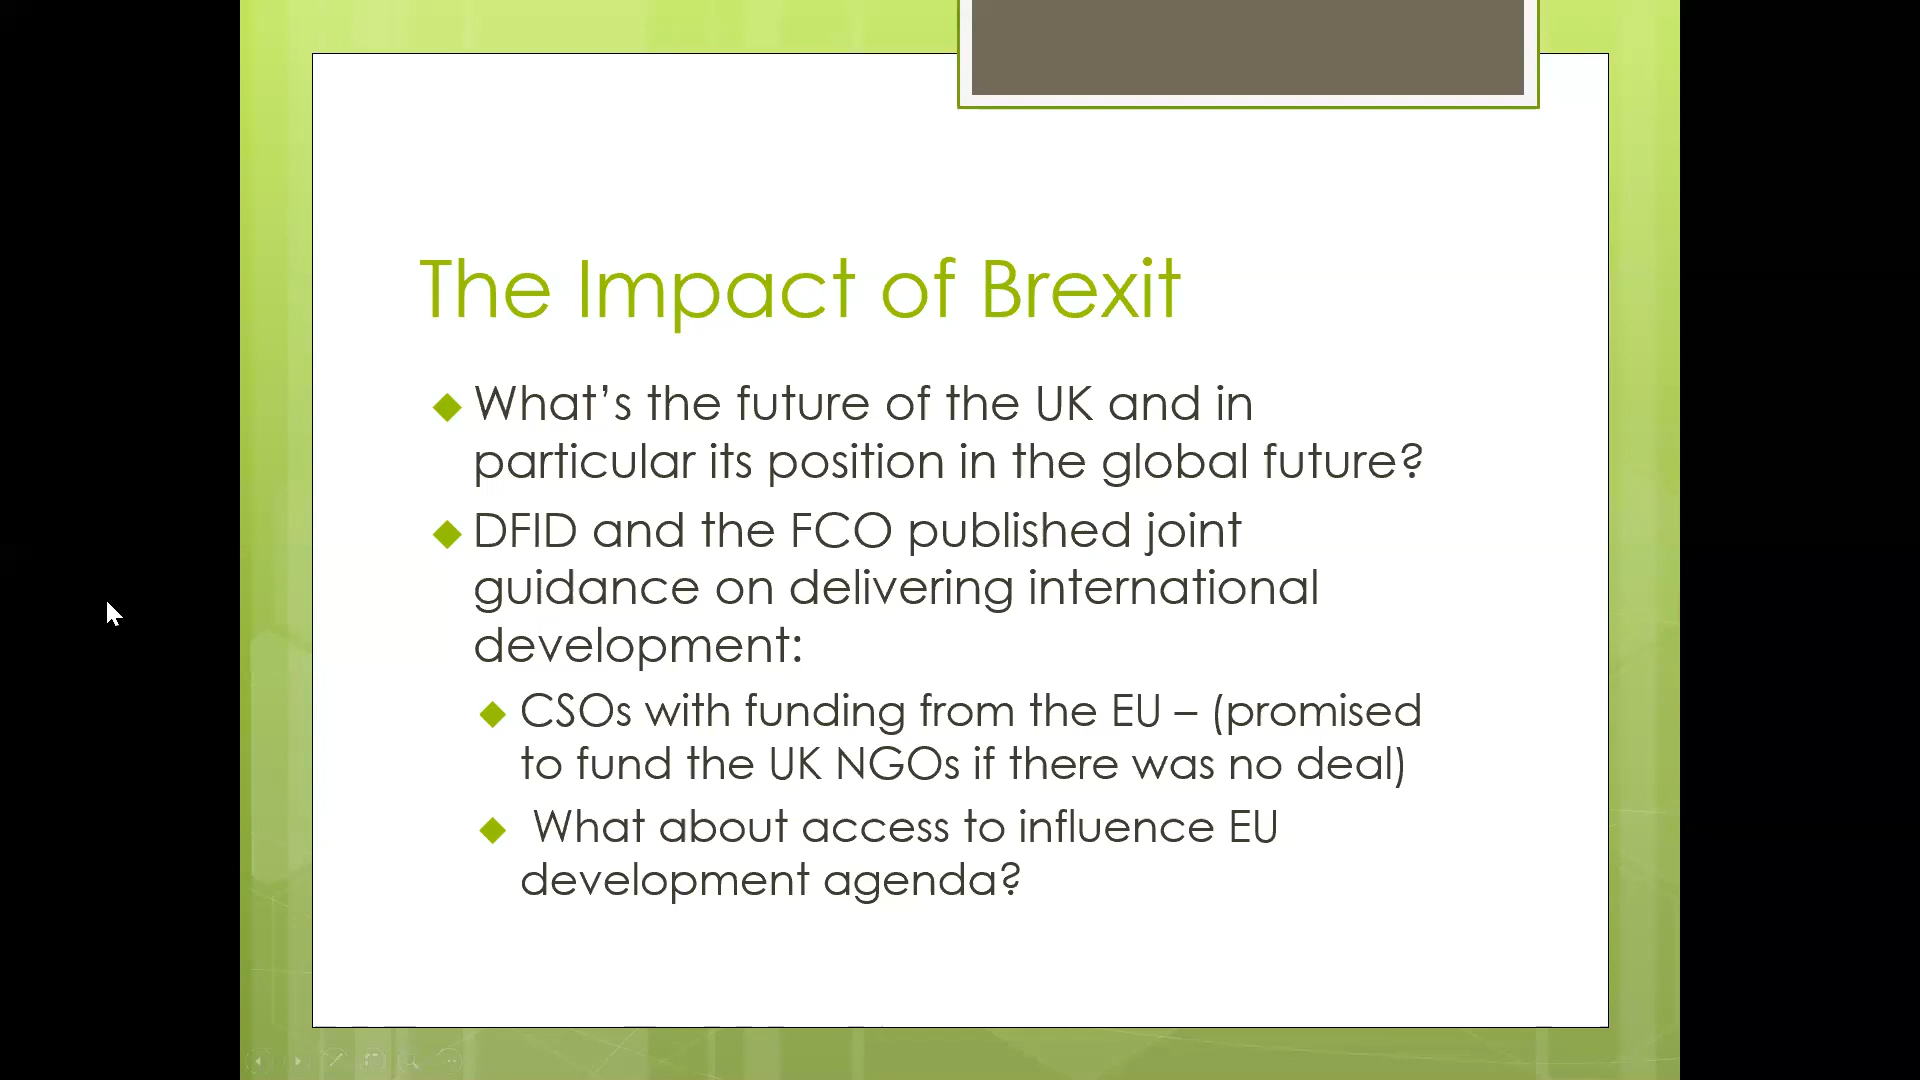 The Impact of Brexit
What’s the future of the UK and in
particular its position in the global future?
DFID and the FCO published joint
guidance on delivering international
development:
CSOs with funding from the EU – (promised
to fund the UK NGOs if there was no deal)
What about access to influence EU
development agenda?